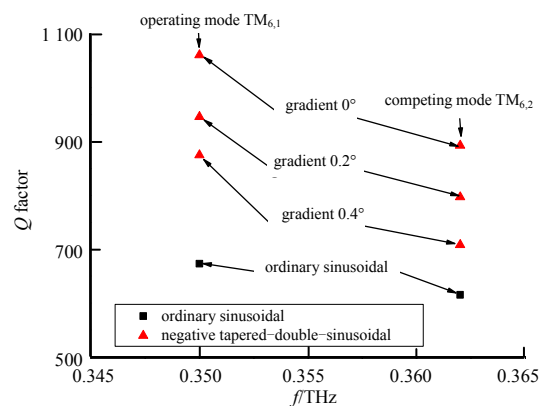 operating mode TM6,1
1 100
gradient 0°
competing mode TM6,2
900
gradient 0.2°
gradient 0.4°
700
ordinary sinusoidal
ordinary sinusoidal
negative tapered−double−sinusoidal
500
0.345 0.350 0.355 0.360 0.365
f/THz
Q factor